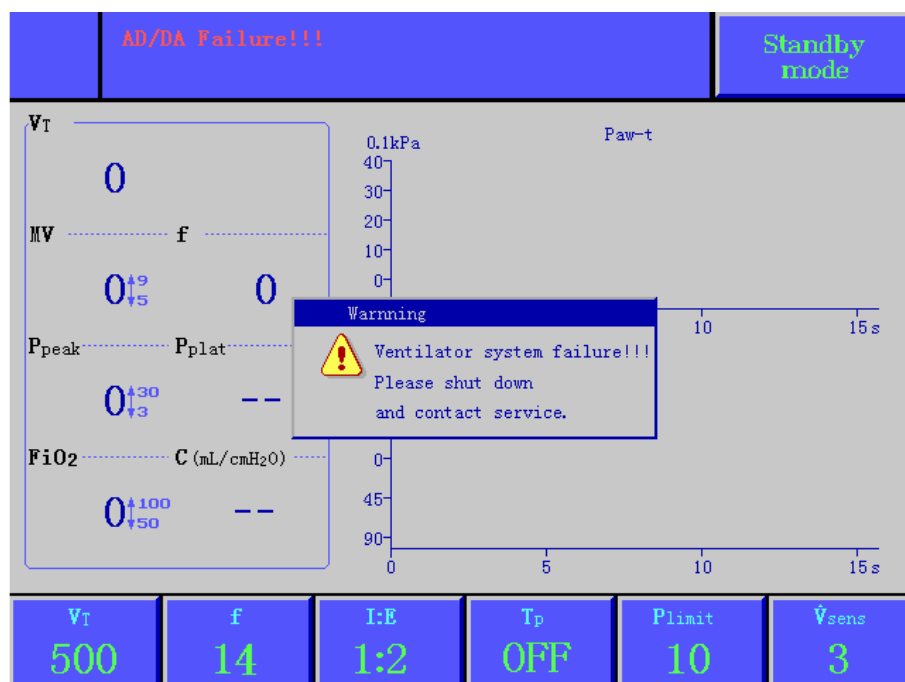 AD/DA Failure!!!
Standby
mode
VT
0
MV f
0 9 5 0
Ppeak Pplat
0 30 3 --
FiO2 C (mL/cmH2O)
0 100 50 --
0.1kPa Paw-t
40
30
20
10
0
10 15 s
Warnning
Ventilator system failure!!!
Please shut down
and contact service.
0
45
90
0 5 10 15 s
VT f I:E Tp Plimit V̂sens
500 14 1:2 OFF 10 3